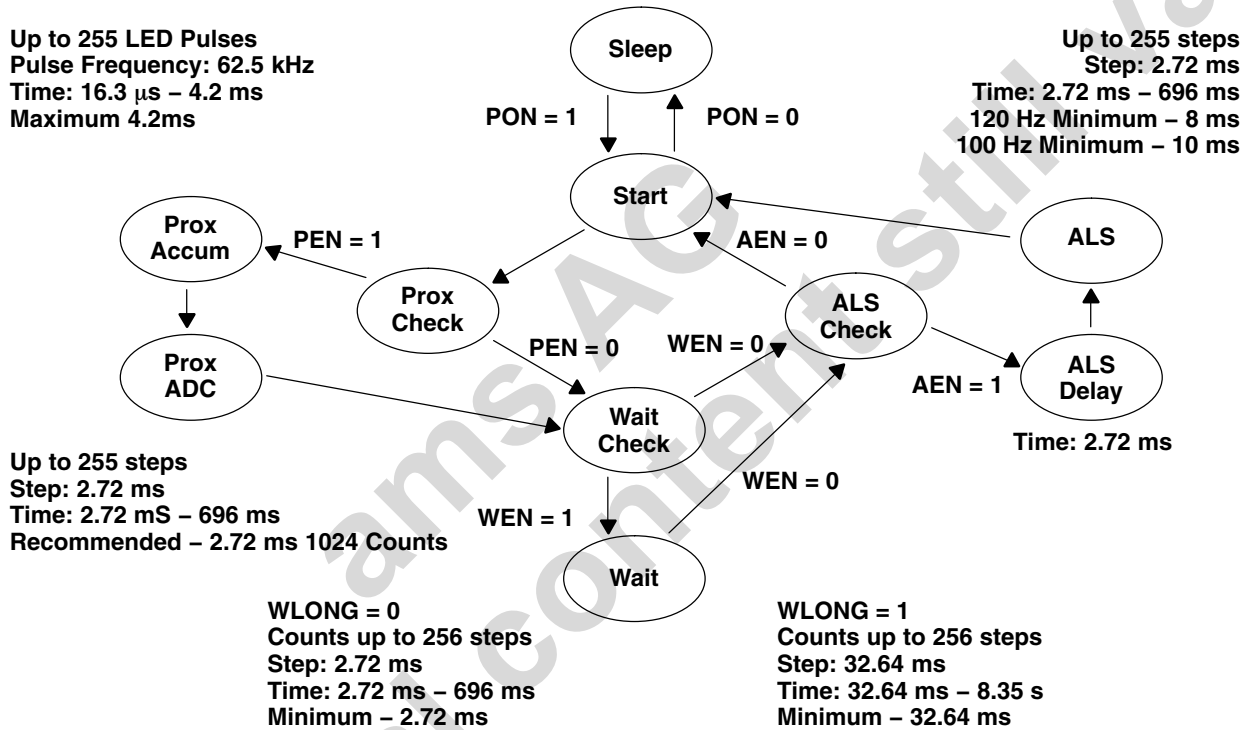 Up to 255 LED Pulses
Pulse Frequency: 62.5 kHz
Time: 16.3 μs – 4.2 ms
Maximum 4.2ms
Sleep
Up to 255 steps
Step: 2.72 ms
Time: 2.72 ms – 696 ms
120 Hz Minimum – 8 ms
100 Hz Minimum – 10 ms
PON = 1
PON = 0
Start
Prox
Accum
PEN = 1
AEN = 0
ALS
Prox
Check
ALS
Check
PEN = 0
WEN = 0
Prox
ADC
AEN = 1
ALS
Delay
Time: 2.72 ms
Wait
Check
Up to 255 steps
Step: 2.72 ms
Time: 2.72 mS – 696 ms
Recommended – 2.72 ms 1024 Counts
WEN = 1
WEN = 0
Wait
WLONG = 0
Counts up to 256 steps
Step: 2.72 ms
Time: 2.72 ms – 696 ms
Minimum – 2.72 ms
WLONG = 1
Counts up to 256 steps
Step: 32.64 ms
Time: 32.64 ms – 8.35 s
Minimum – 32.64 ms
ams AG
content still